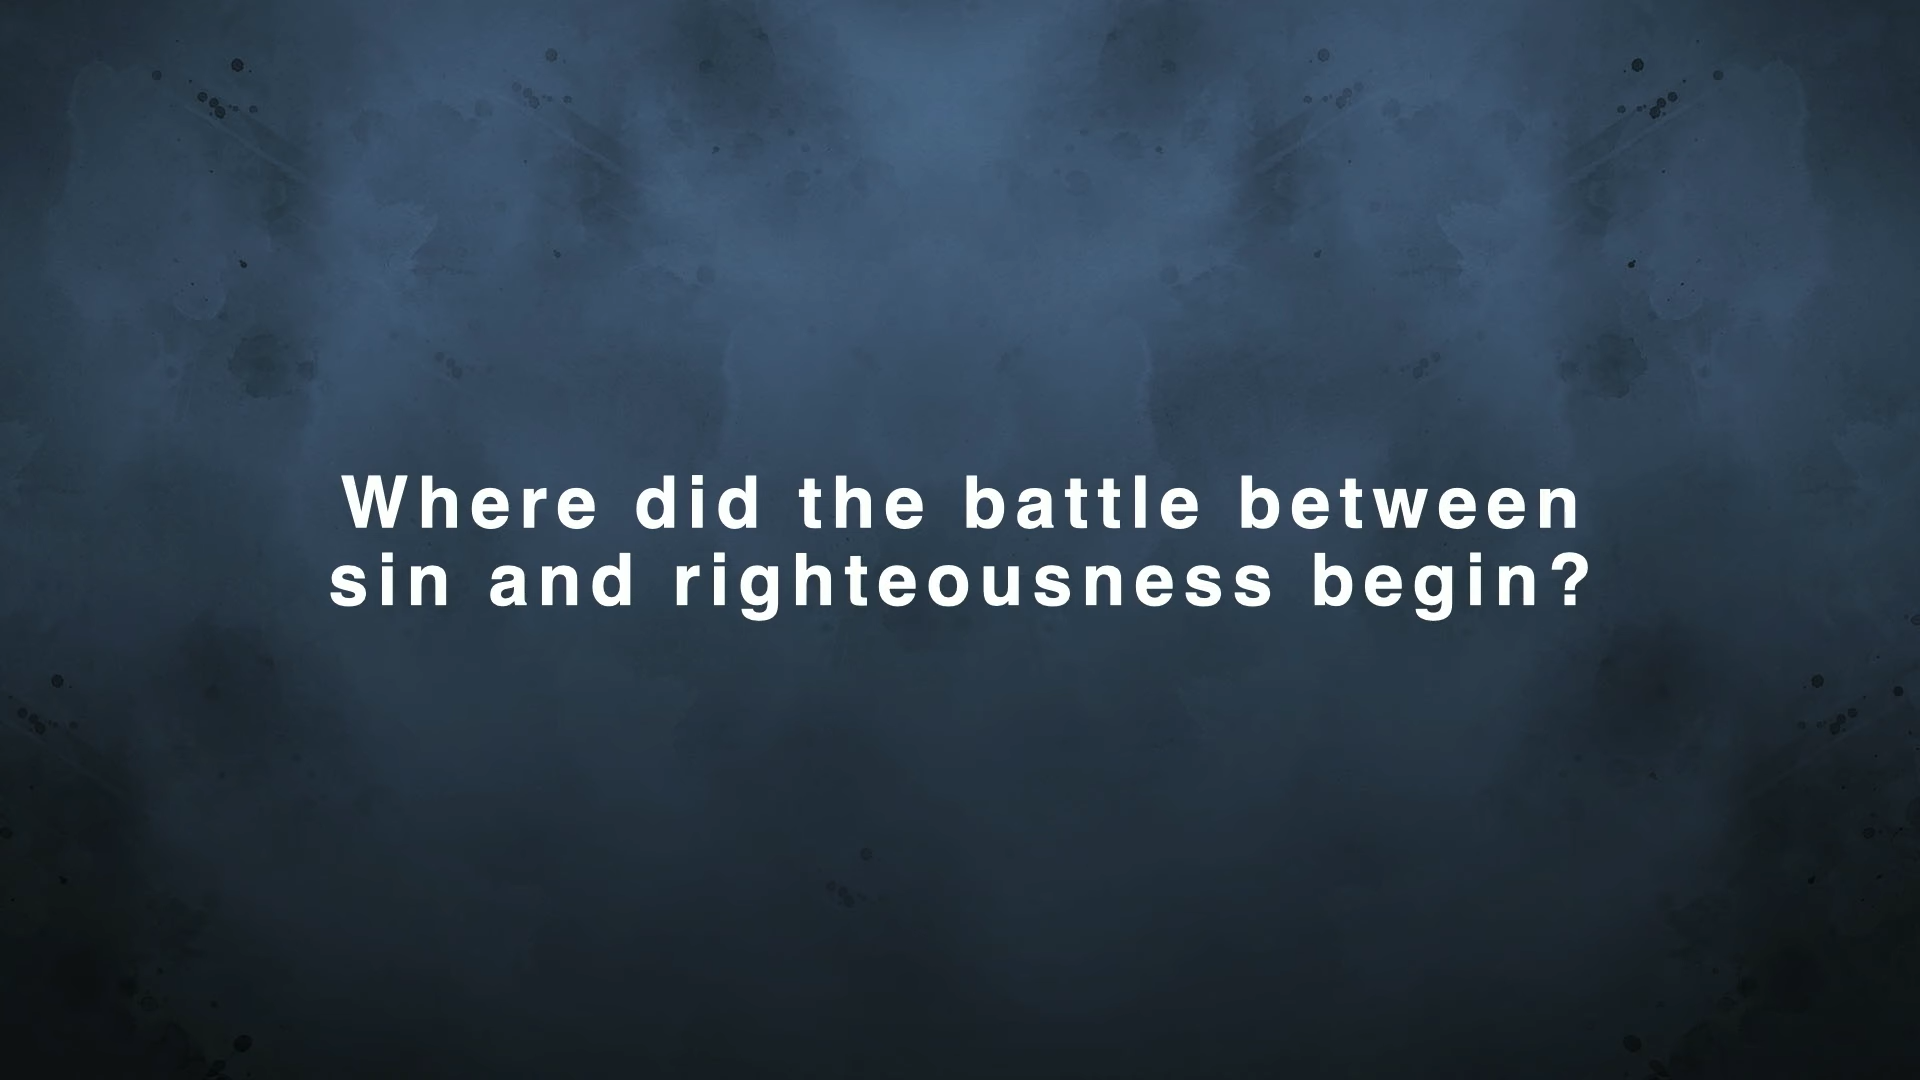 Where did the battle between
sin and righteousness begin?